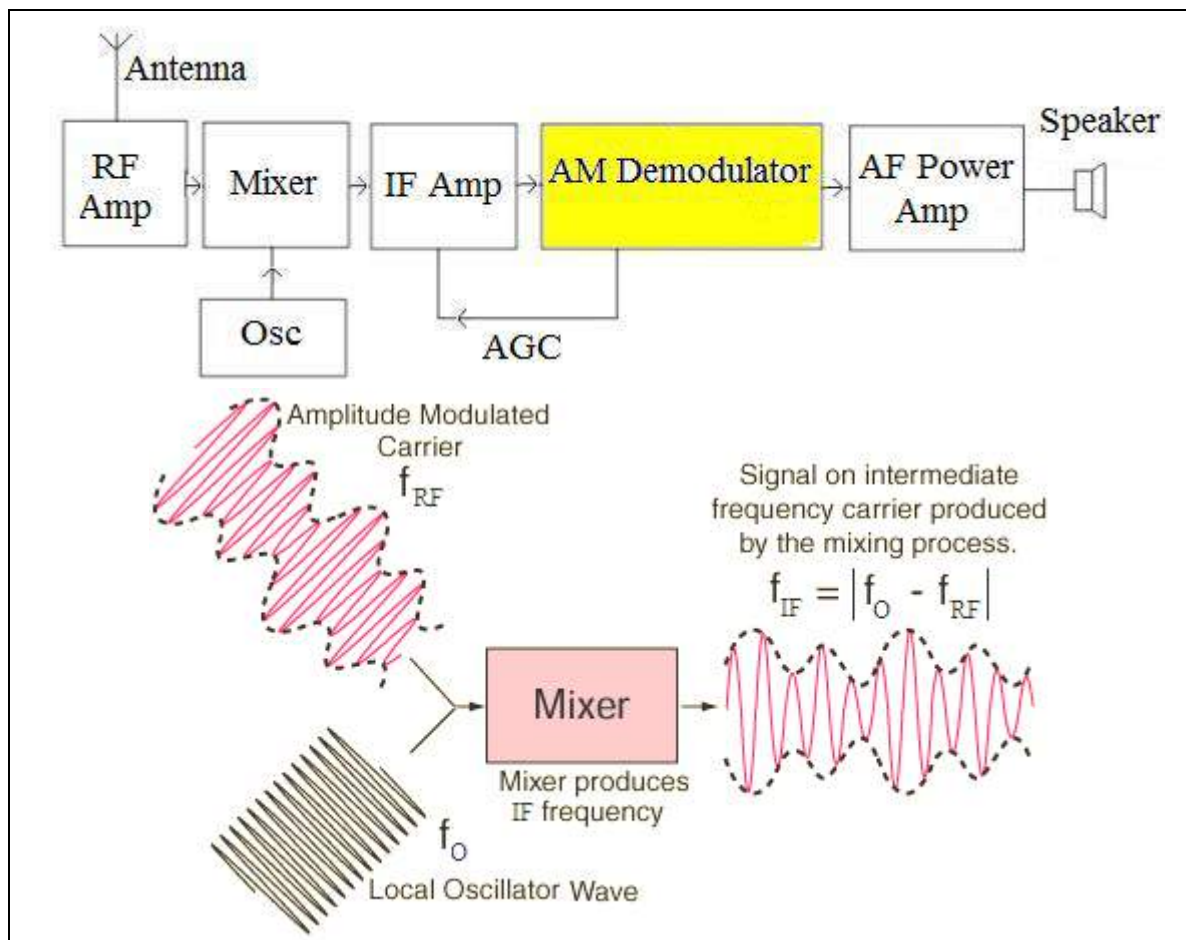 Antenna
Speaker
RF
Amp
Mixer
IF Amp
AM Demodulator
AF Power
Amp
Osc
AGC
Amplitude Modulated
Carrier
fRF
Signal on intermediate
frequency carrier produced
by the mixing process.
fIF = |fO - fRF|
Mixer
Mixer produces
IF frequency
fO
Local Oscillator Wave